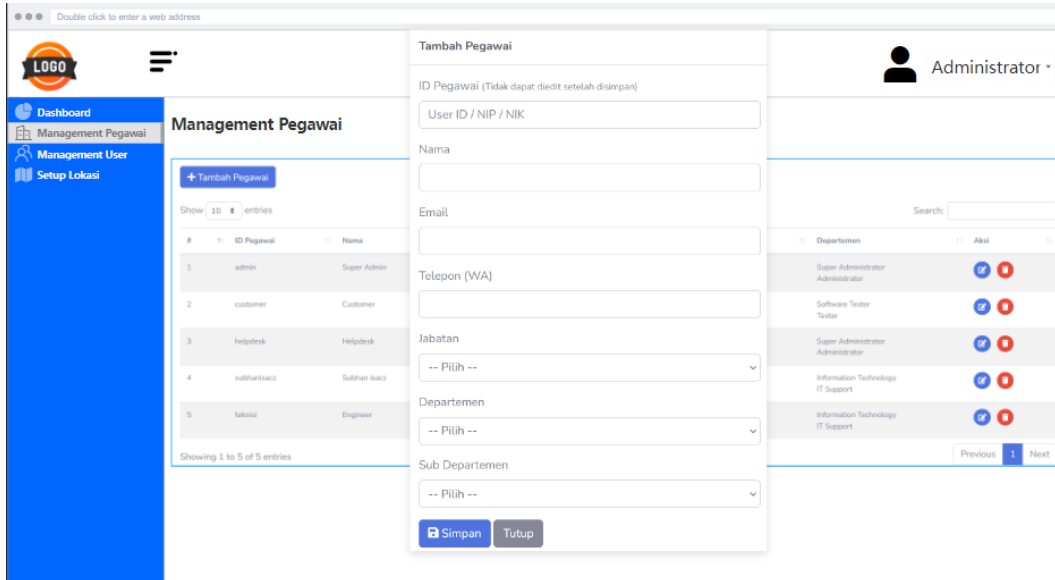 Double click to enter a web address
LOGO
Administrator
Dashboard
Management Pegawai
Management User
Setup Lokasi
Management Pegawai
Tambah Pegawai
Show 10 entries
Search:
# ID Pegawai Nama Departemen Aksi
1 admin Super Admin Super Administrator
Administrator
2 customer Customer Software Tester
Tester
3 helpdesk Helpdesk Super Administrator
Administrator
4 subhanisacz Subhan Isacz Information Technology
IT Support
5 teknisi Engineer Information Technology
IT Support
Showing 1 to 5 of 5 entries
Previous 1 Next
Tambah Pegawai
ID Pegawai (Tidak dapat diedit setelah disimpan)
User ID / NIP / NIK
Nama
Email
Telepon (WA)
Jabatan
-- Pilih --
Departemen
-- Pilih --
Sub Departemen
-- Pilih --
Simpan Tutup